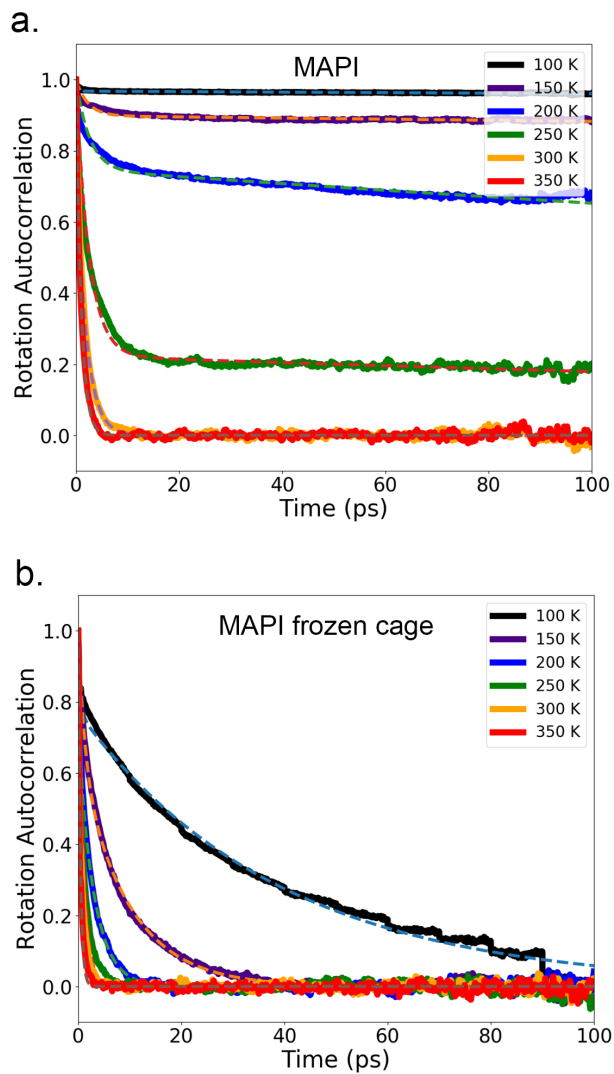 a.
MAPI
100 K
150 K
200 K
250 K
300 K
350 K
Rotation Autocorrelation
1.0
0.8
0.6
0.4
0.2
0.0
0
20
40
60
80
100
Time (ps)
b.
MAPI frozen cage
100 K
150 K
200 K
250 K
300 K
350 K
Rotation Autocorrelation
1.0
0.8
0.6
0.4
0.2
0.0
0
20
40
60
80
100
Time (ps)